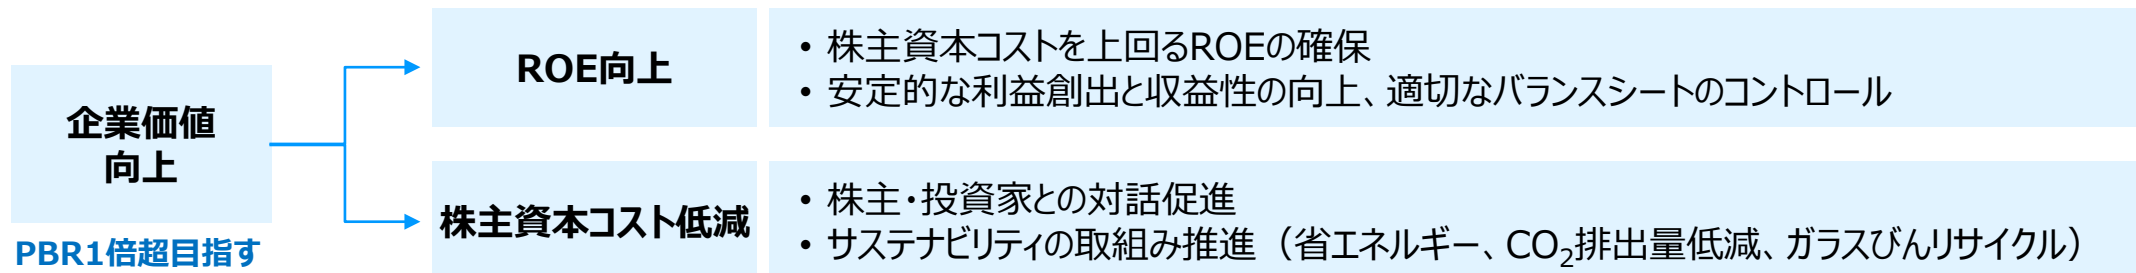 企業価値
向上
PBR1倍超目指す
ROE向上
• 株主資本コストを上回るROEの確保
• 安定的な利益創出と収益性の向上、適切なバランスシートのコントロール
株主資本コスト低減
• 株主・投資家との対話促進
• サステナビリティの取組み推進（省エネルギー、CO₂排出量低減、ガラスびんリサイクル）